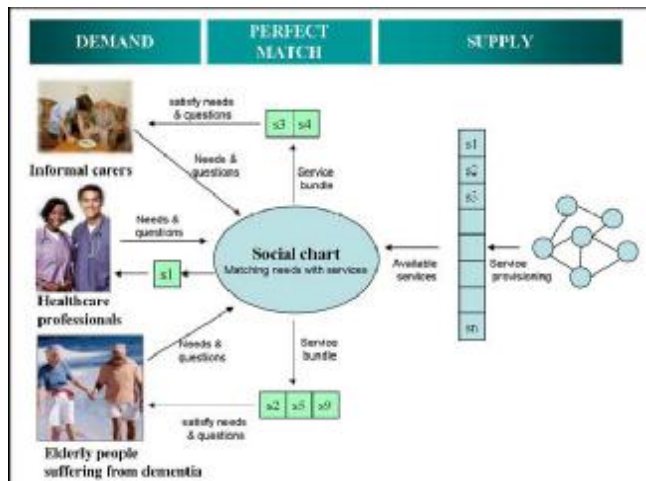 DEMAND
PERFECT
MATCH
SUPPLY
satisfy needs
& questions
s3 s4
Informal carers
Needs &
questions
Service
bundle
s1
s2
s3
Needs &
questions
Social chart
Matching needs with services
Available
services
Service
provisioning
s1
Healthcare
professionals
Needs &
questions
Service
bundle
sn
s2 s5 s9
satisfy needs
& questions
Elderly people
suffering from dementia